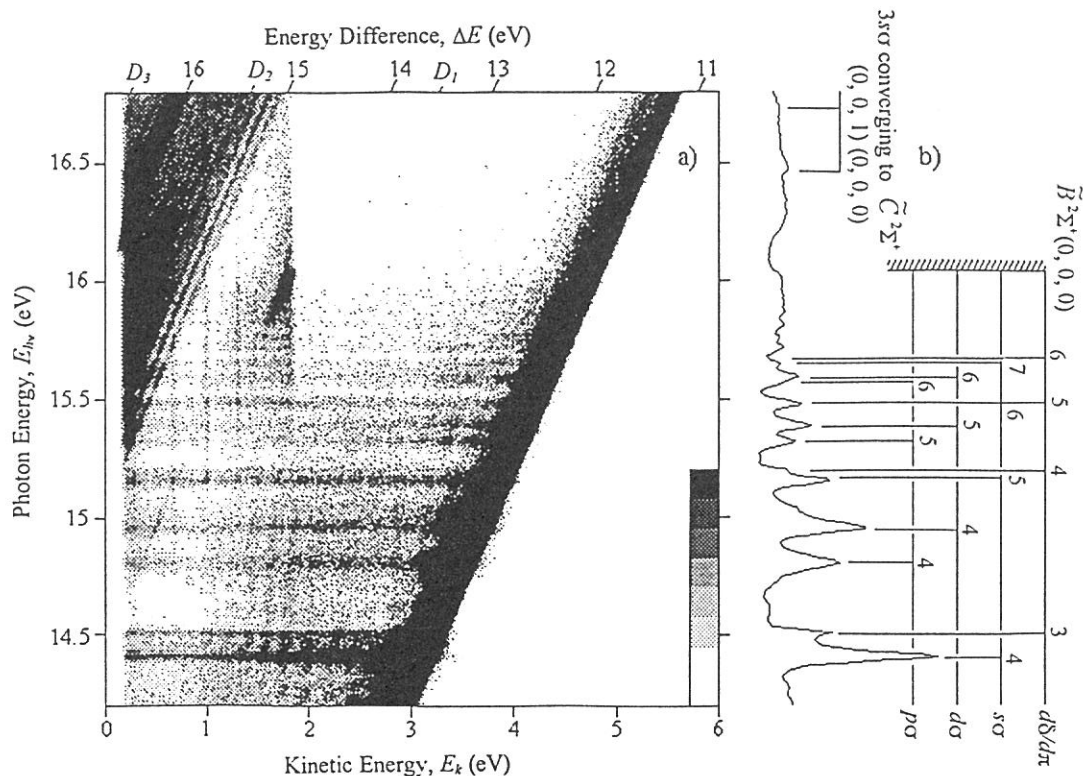 Energy Difference, ΔE (eV)
D₃ 16 D₂ 15 14 D₁ 13 12 11
a)
16.5
16
15.5
15
14.5
Photon Energy, E_hν (eV)
0 1 2 3 4 5 6
Kinetic Energy, E_k (eV)
b)
3sσ converging to C̃ ²Σ⁺
(0, 0, 1) (0, 0, 0)
B̃ ²Σ⁺(0, 0, 0)
6 5 4 3 dδ/dπ
7 6 5 4 sσ
6 5 4 dσ
6 5 4 pσ